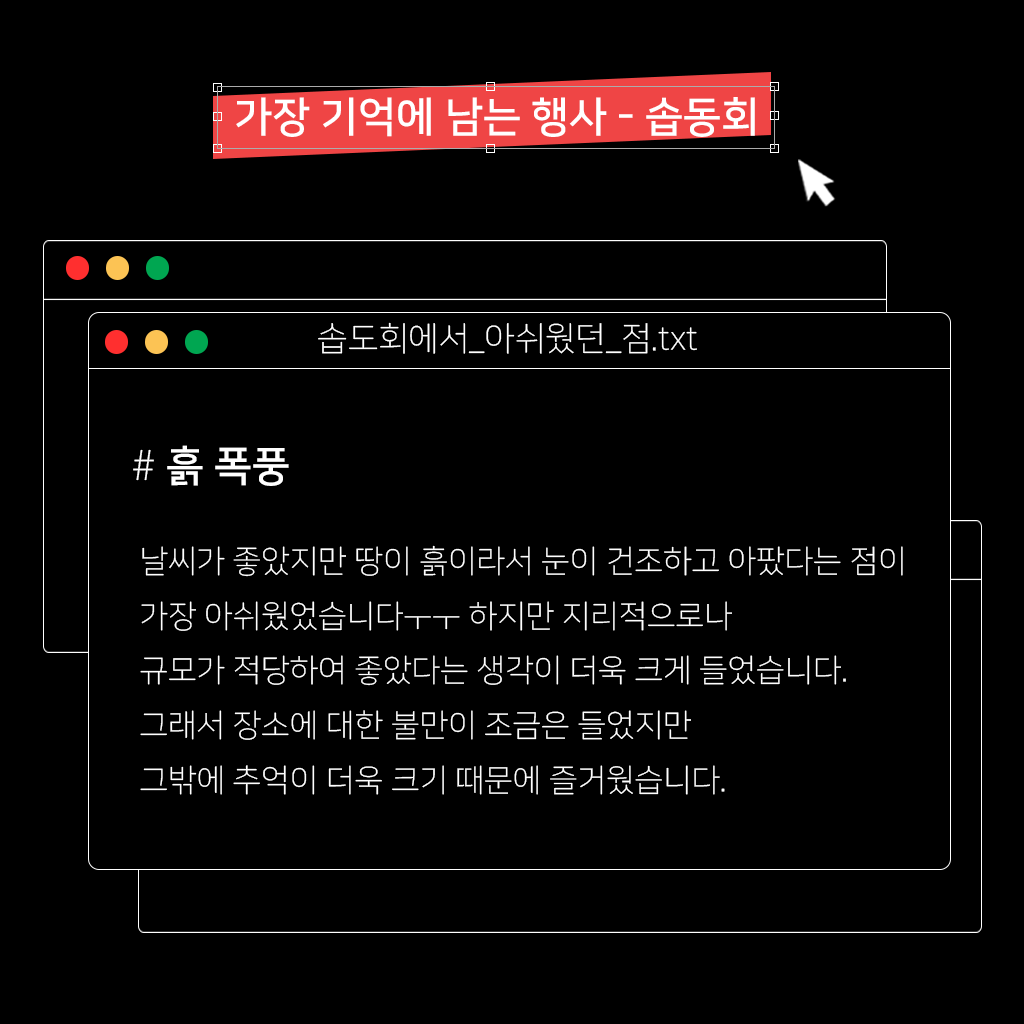 가장 기억에 남는 행사 - 솝동회
솝도회에서_아쉬웠던_점.txt
# 흙 폭풍
날씨가 좋았지만 땅이 흙이라서 눈이 건조하고 아팠다는 점이
가장 아쉬웠었습니다ㅜㅜ 하지만 지리적으로나
규모가 적당하여 좋았다는 생각이 더욱 크게 들었습니다.
그래서 장소에 대한 불만이 조금은 들었지만
그밖에 추억이 더욱 크기 때문에 즐거웠습니다.